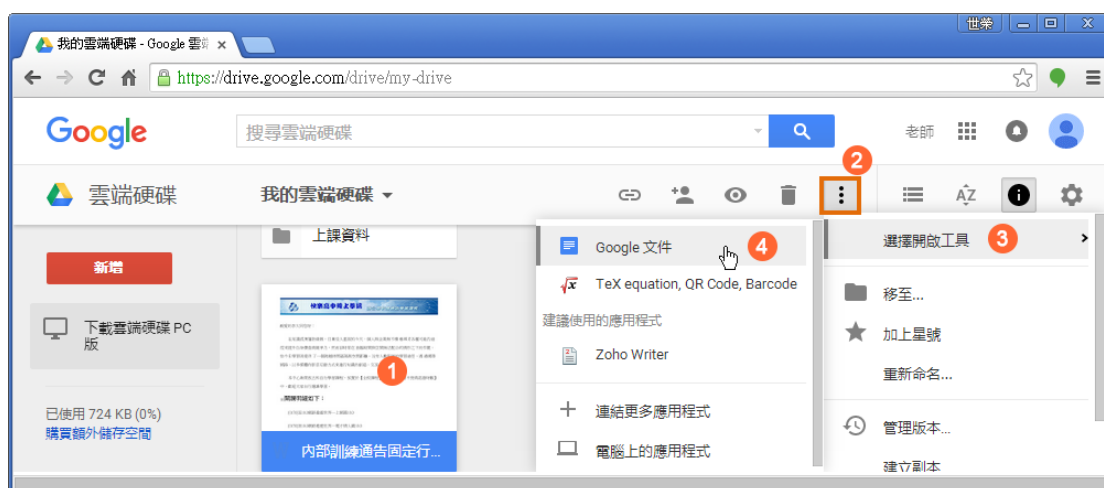 世榮
我的雲端硬碟 - Google 雲端
https://drive.google.com/drive/my-drive
Google
搜尋雲端硬碟
老師
2
雲端硬碟
我的雲端硬碟
AZ
上課資料
Google 文件
4
選擇開啟工具
3
新增
TeX equation, QR Code, Barcode
移至...
下載雲端硬碟 PC
版
建議使用的應用程式
加上星號
Zoho Writer
1
重新命名...
已使用 724 KB (0%)
購買額外儲存空間
連結更多應用程式
管理版本...
內部訓練通告固定行...
電腦上的應用程式
建立副本